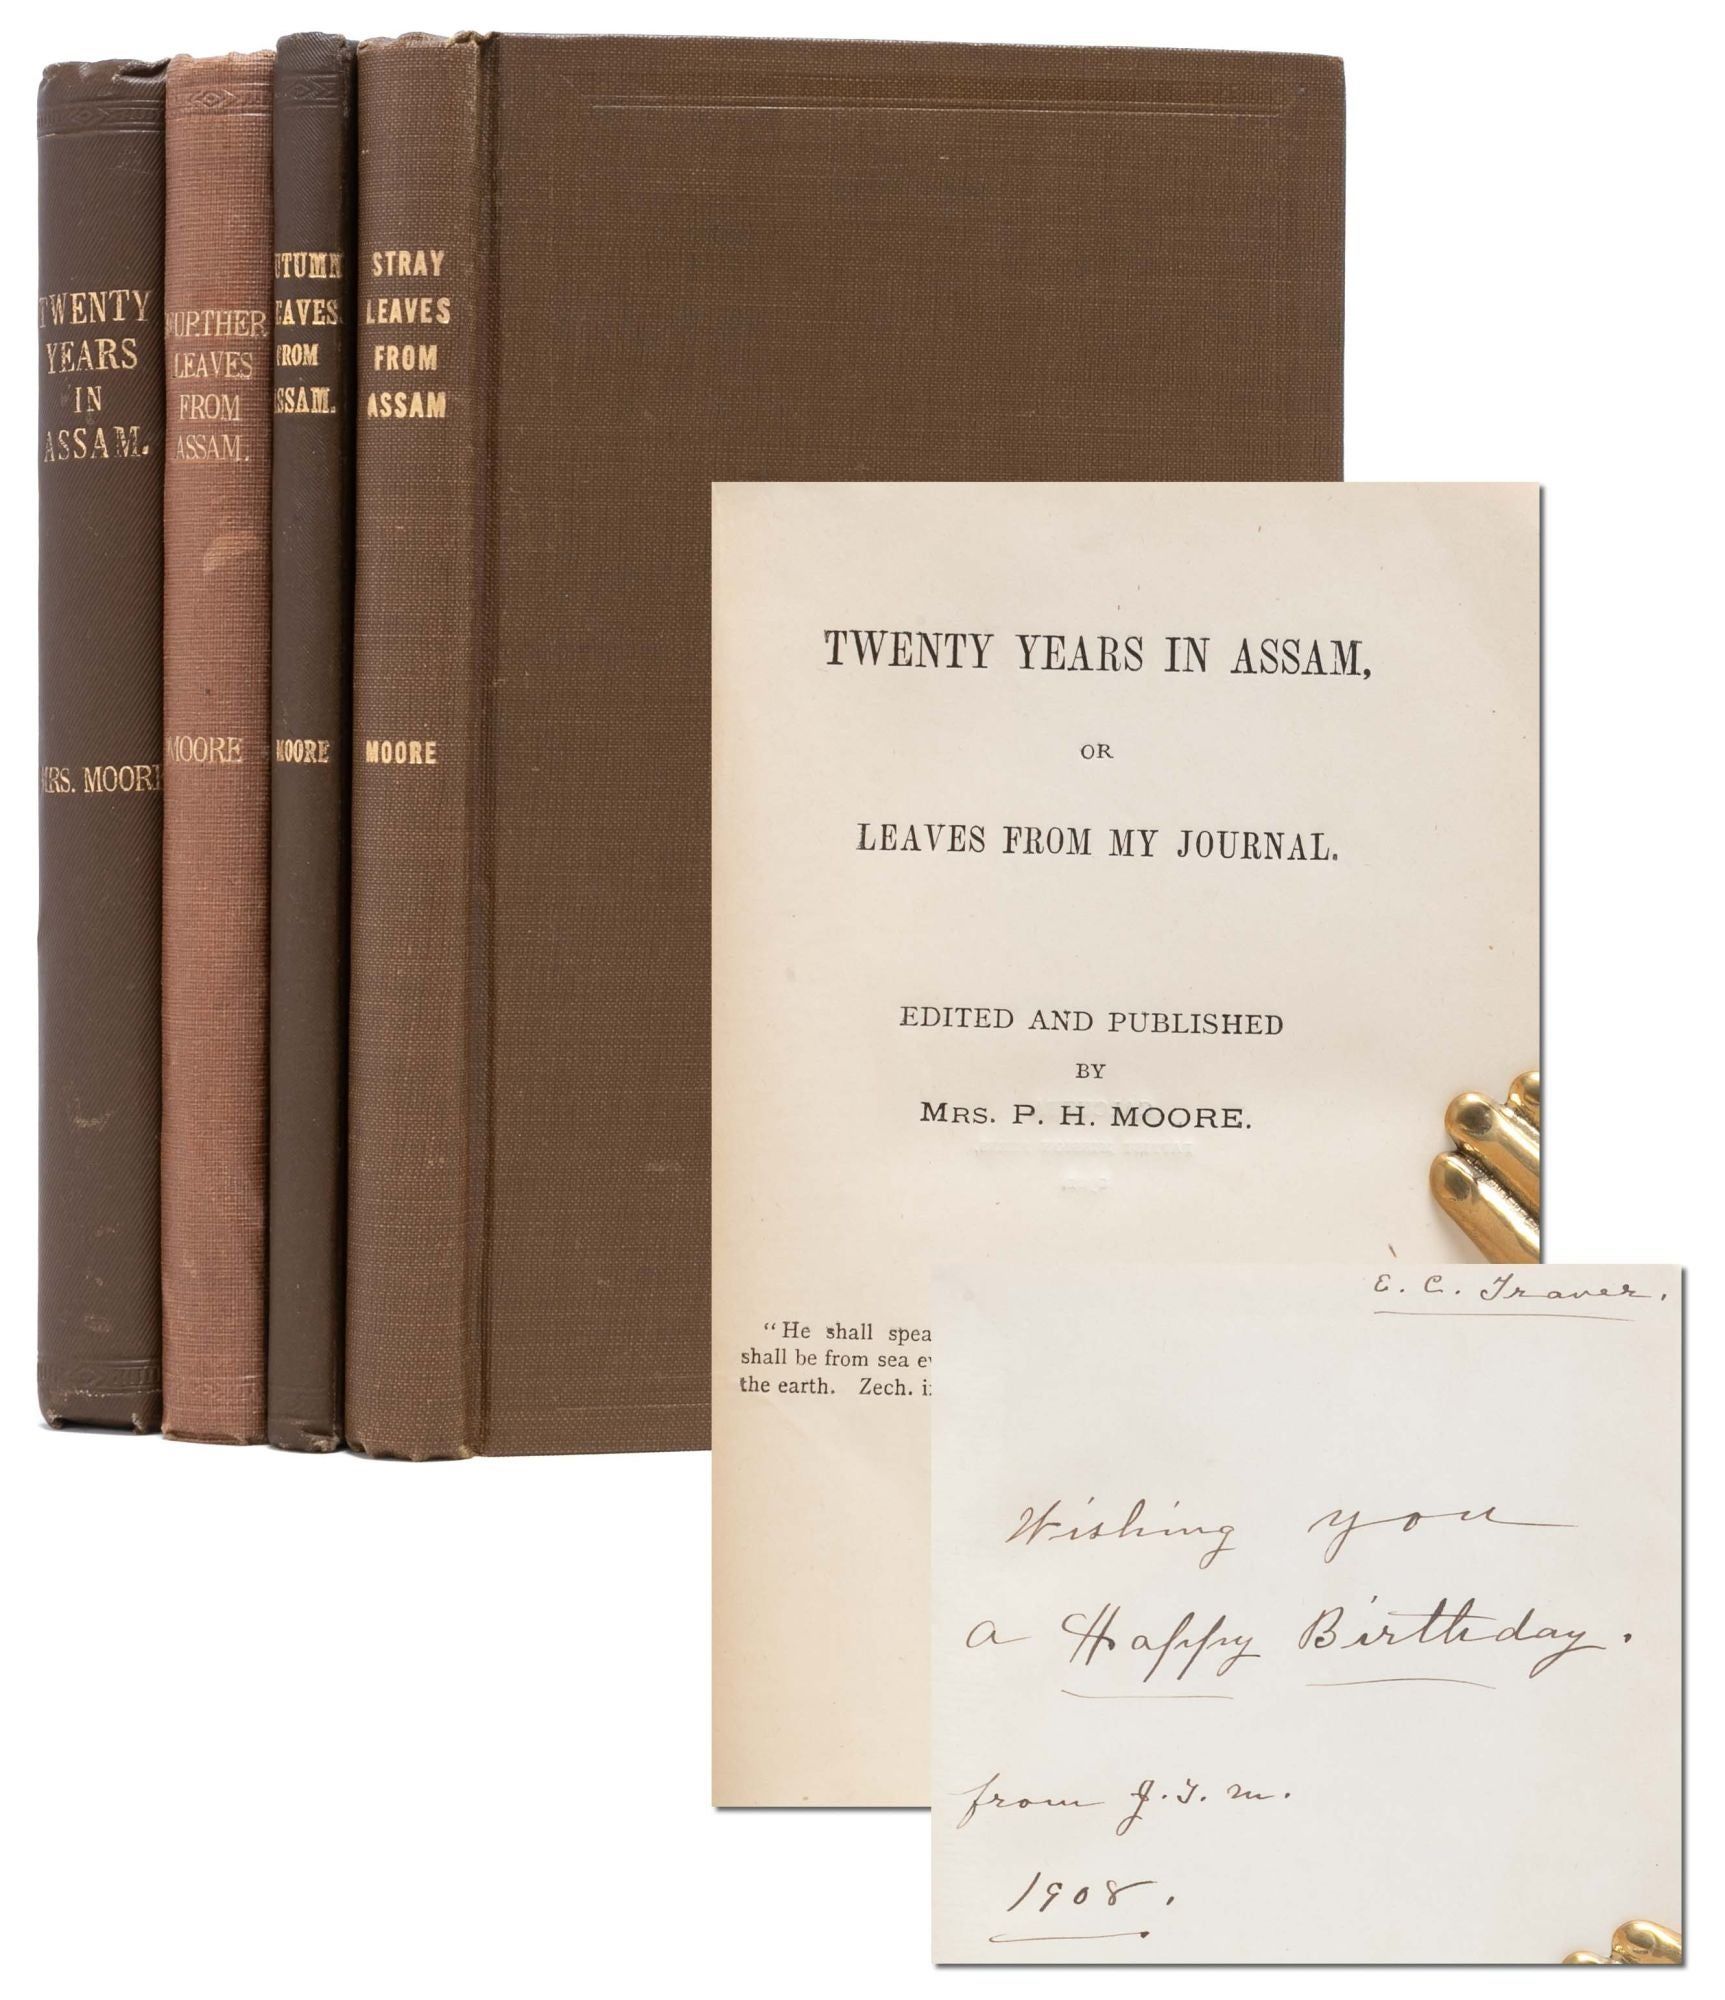 TWENTY
YEARS
IN
ASSAM.
MRS. MOORE
FURTHER
LEAVES
FROM
ASSAM.
MOORE
UTUMN
EAVES
FROM
ASSAM.
MOORE
STRAY
LEAVES
FROM
ASSAM
MOORE
TWENTY YEARS IN ASSAM,
OR
LEAVES FROM MY JOURNAL.
EDITED AND PUBLISHED
BY
MRS. P. H. MOORE.
"He shall spea
shall be from sea ev
the earth. Zech. i
E. C. Traver.
Wishing you
a Happy Birthday.
from J. T. M.
1908.